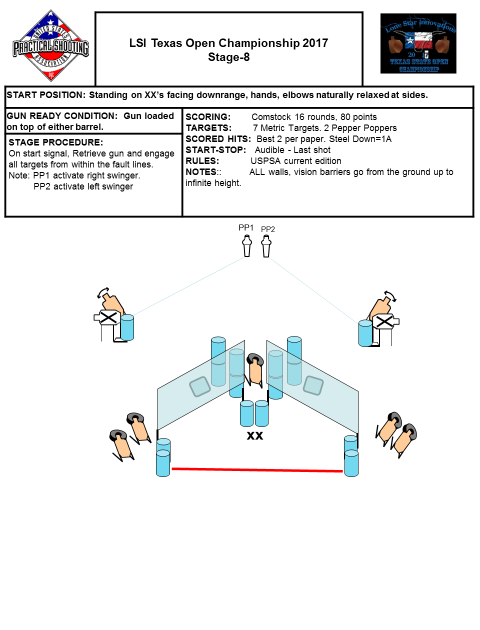 UNITED STATES
PRACTICAL SHOOTING
ASSOCIATION
LSI Texas Open Championship 2017
Stage-8
Lone Star Innovations
TEXAS STATE OPEN
CHAMPIONSHIP
START POSITION: Standing on XX's facing downrange, hands, elbows naturally relaxed at sides.
GUN READY CONDITION: Gun loaded
on top of either barrel.
STAGE PROCEDURE:
On start signal, Retrieve gun and engage
all targets from within the fault lines.
Note: PP1 activate right swinger.
PP2 activate left swinger
SCORING: Comstock 16 rounds, 80 points
TARGETS: 7 Metric Targets. 2 Pepper Poppers
SCORED HITS: Best 2 per paper. Steel Down=1A
START-STOP: Audible - Last shot
RULES: USPSA current edition
NOTES:: ALL walls, vision barriers go from the ground up to
infinite height.
PP1 PP2
XX